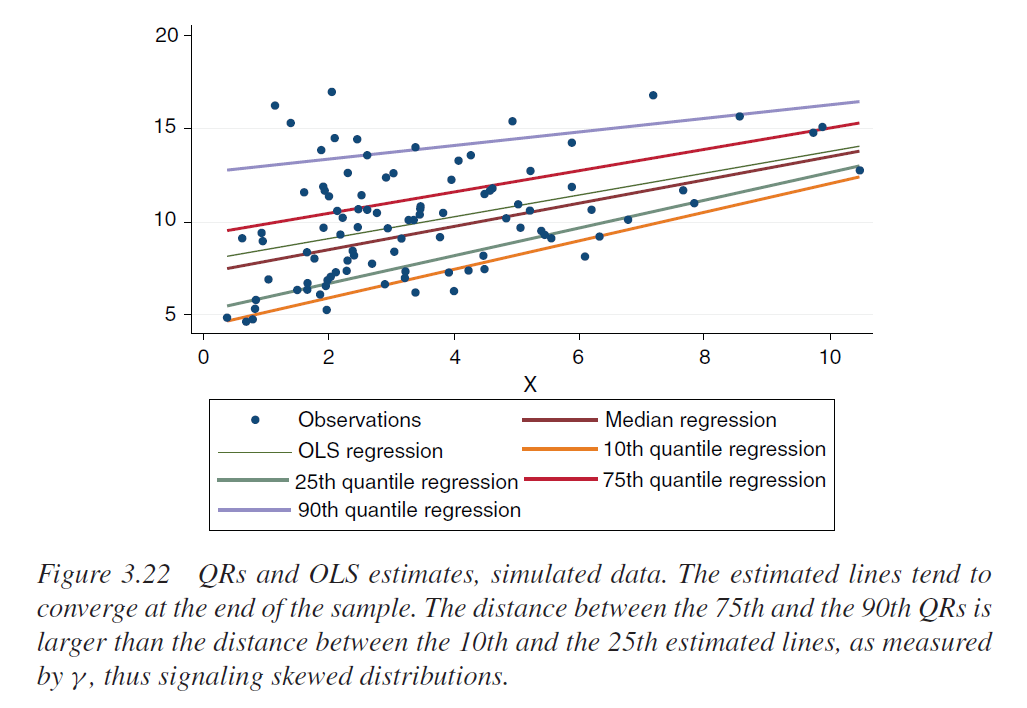 20
15
10
5
0 2 4 6 8 10
X
Observations Median regression
OLS regression 10th quantile regression
25th quantile regression 75th quantile regression
90th quantile regression
Figure 3.22 QRs and OLS estimates, simulated data. The estimated lines tend to
converge at the end of the sample. The distance between the 75th and the 90th QRs is
larger than the distance between the 10th and the 25th estimated lines, as measured
by γ, thus signaling skewed distributions.